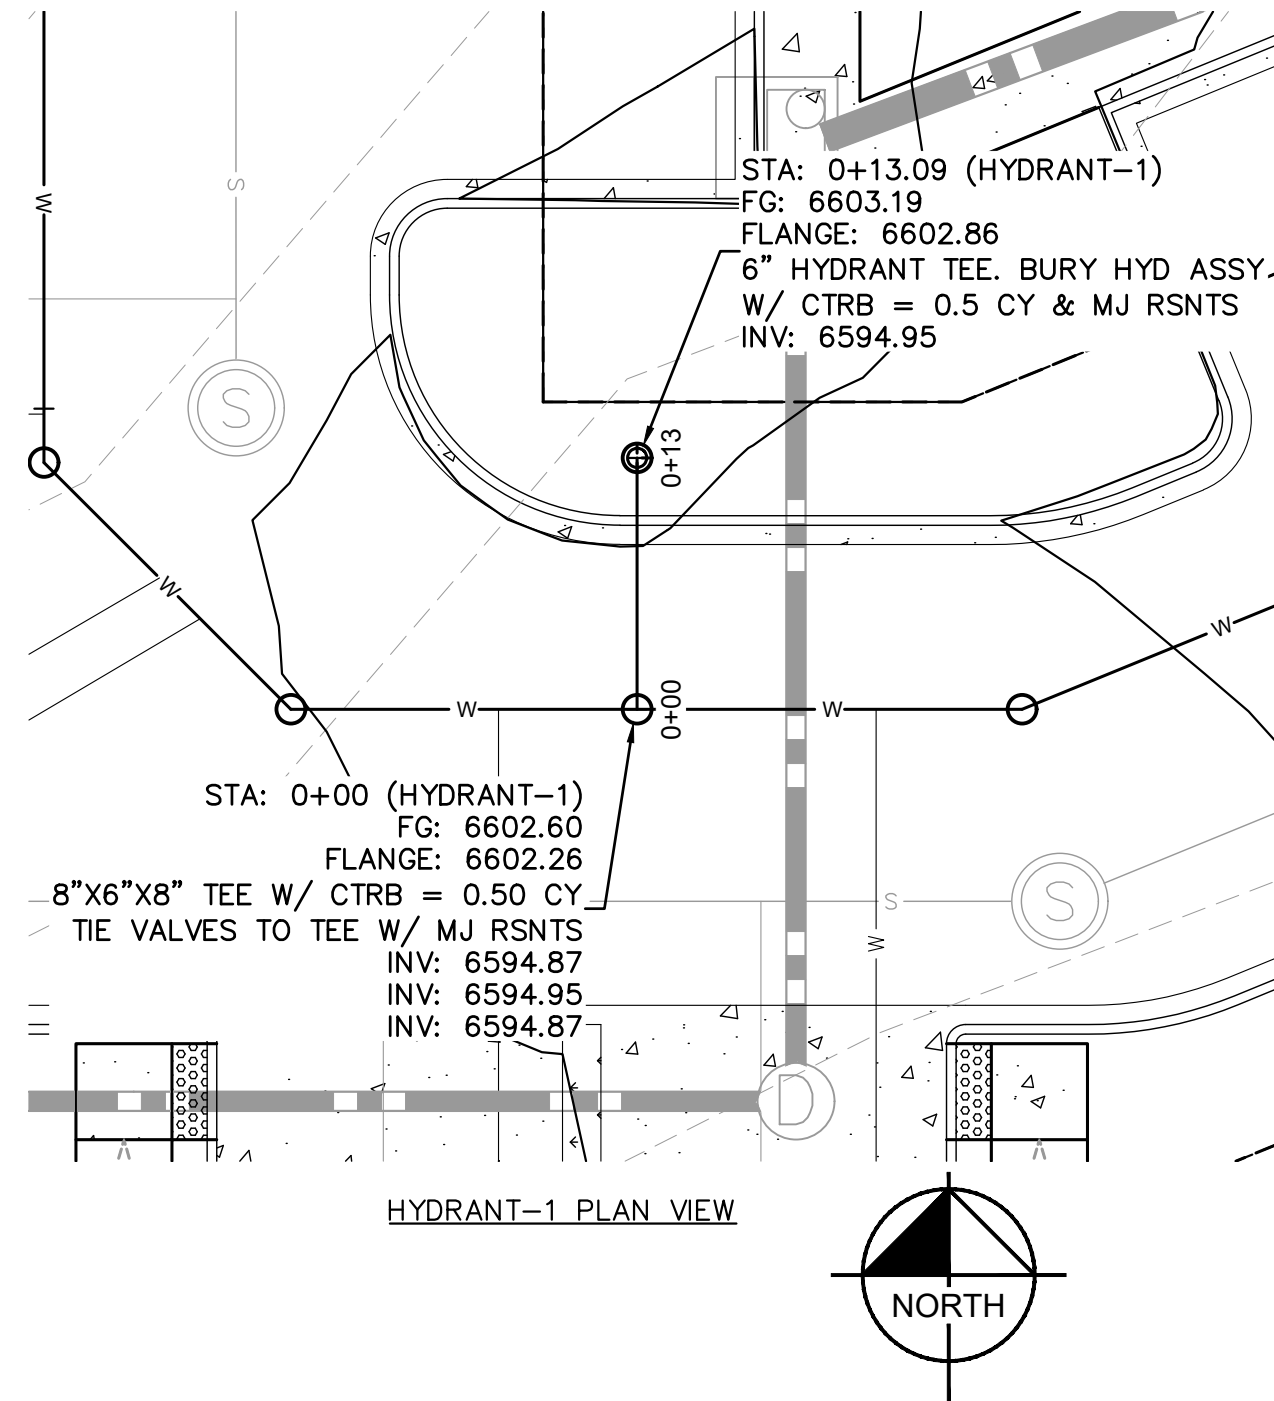 W
S
STA: 0+13.09 (HYDRANT-1)
FG: 6603.19
FLANGE: 6602.86
6" HYDRANT TEE. BURY HYD ASSY.
W/ CTRB = 0.5 CY & MJ RSNTS
INV: 6594.95
S
0+13
W
W
W
0+00
W
STA: 0+00 (HYDRANT-1)
FG: 6602.60
FLANGE: 6602.26
8"X6"X8" TEE W/ CTRB = 0.50 CY
TIE VALVES TO TEE W/ MJ RSNTS
INV: 6594.87
INV: 6594.95
INV: 6594.87
S
S
W
D
HYDRANT-1 PLAN VIEW
NORTH